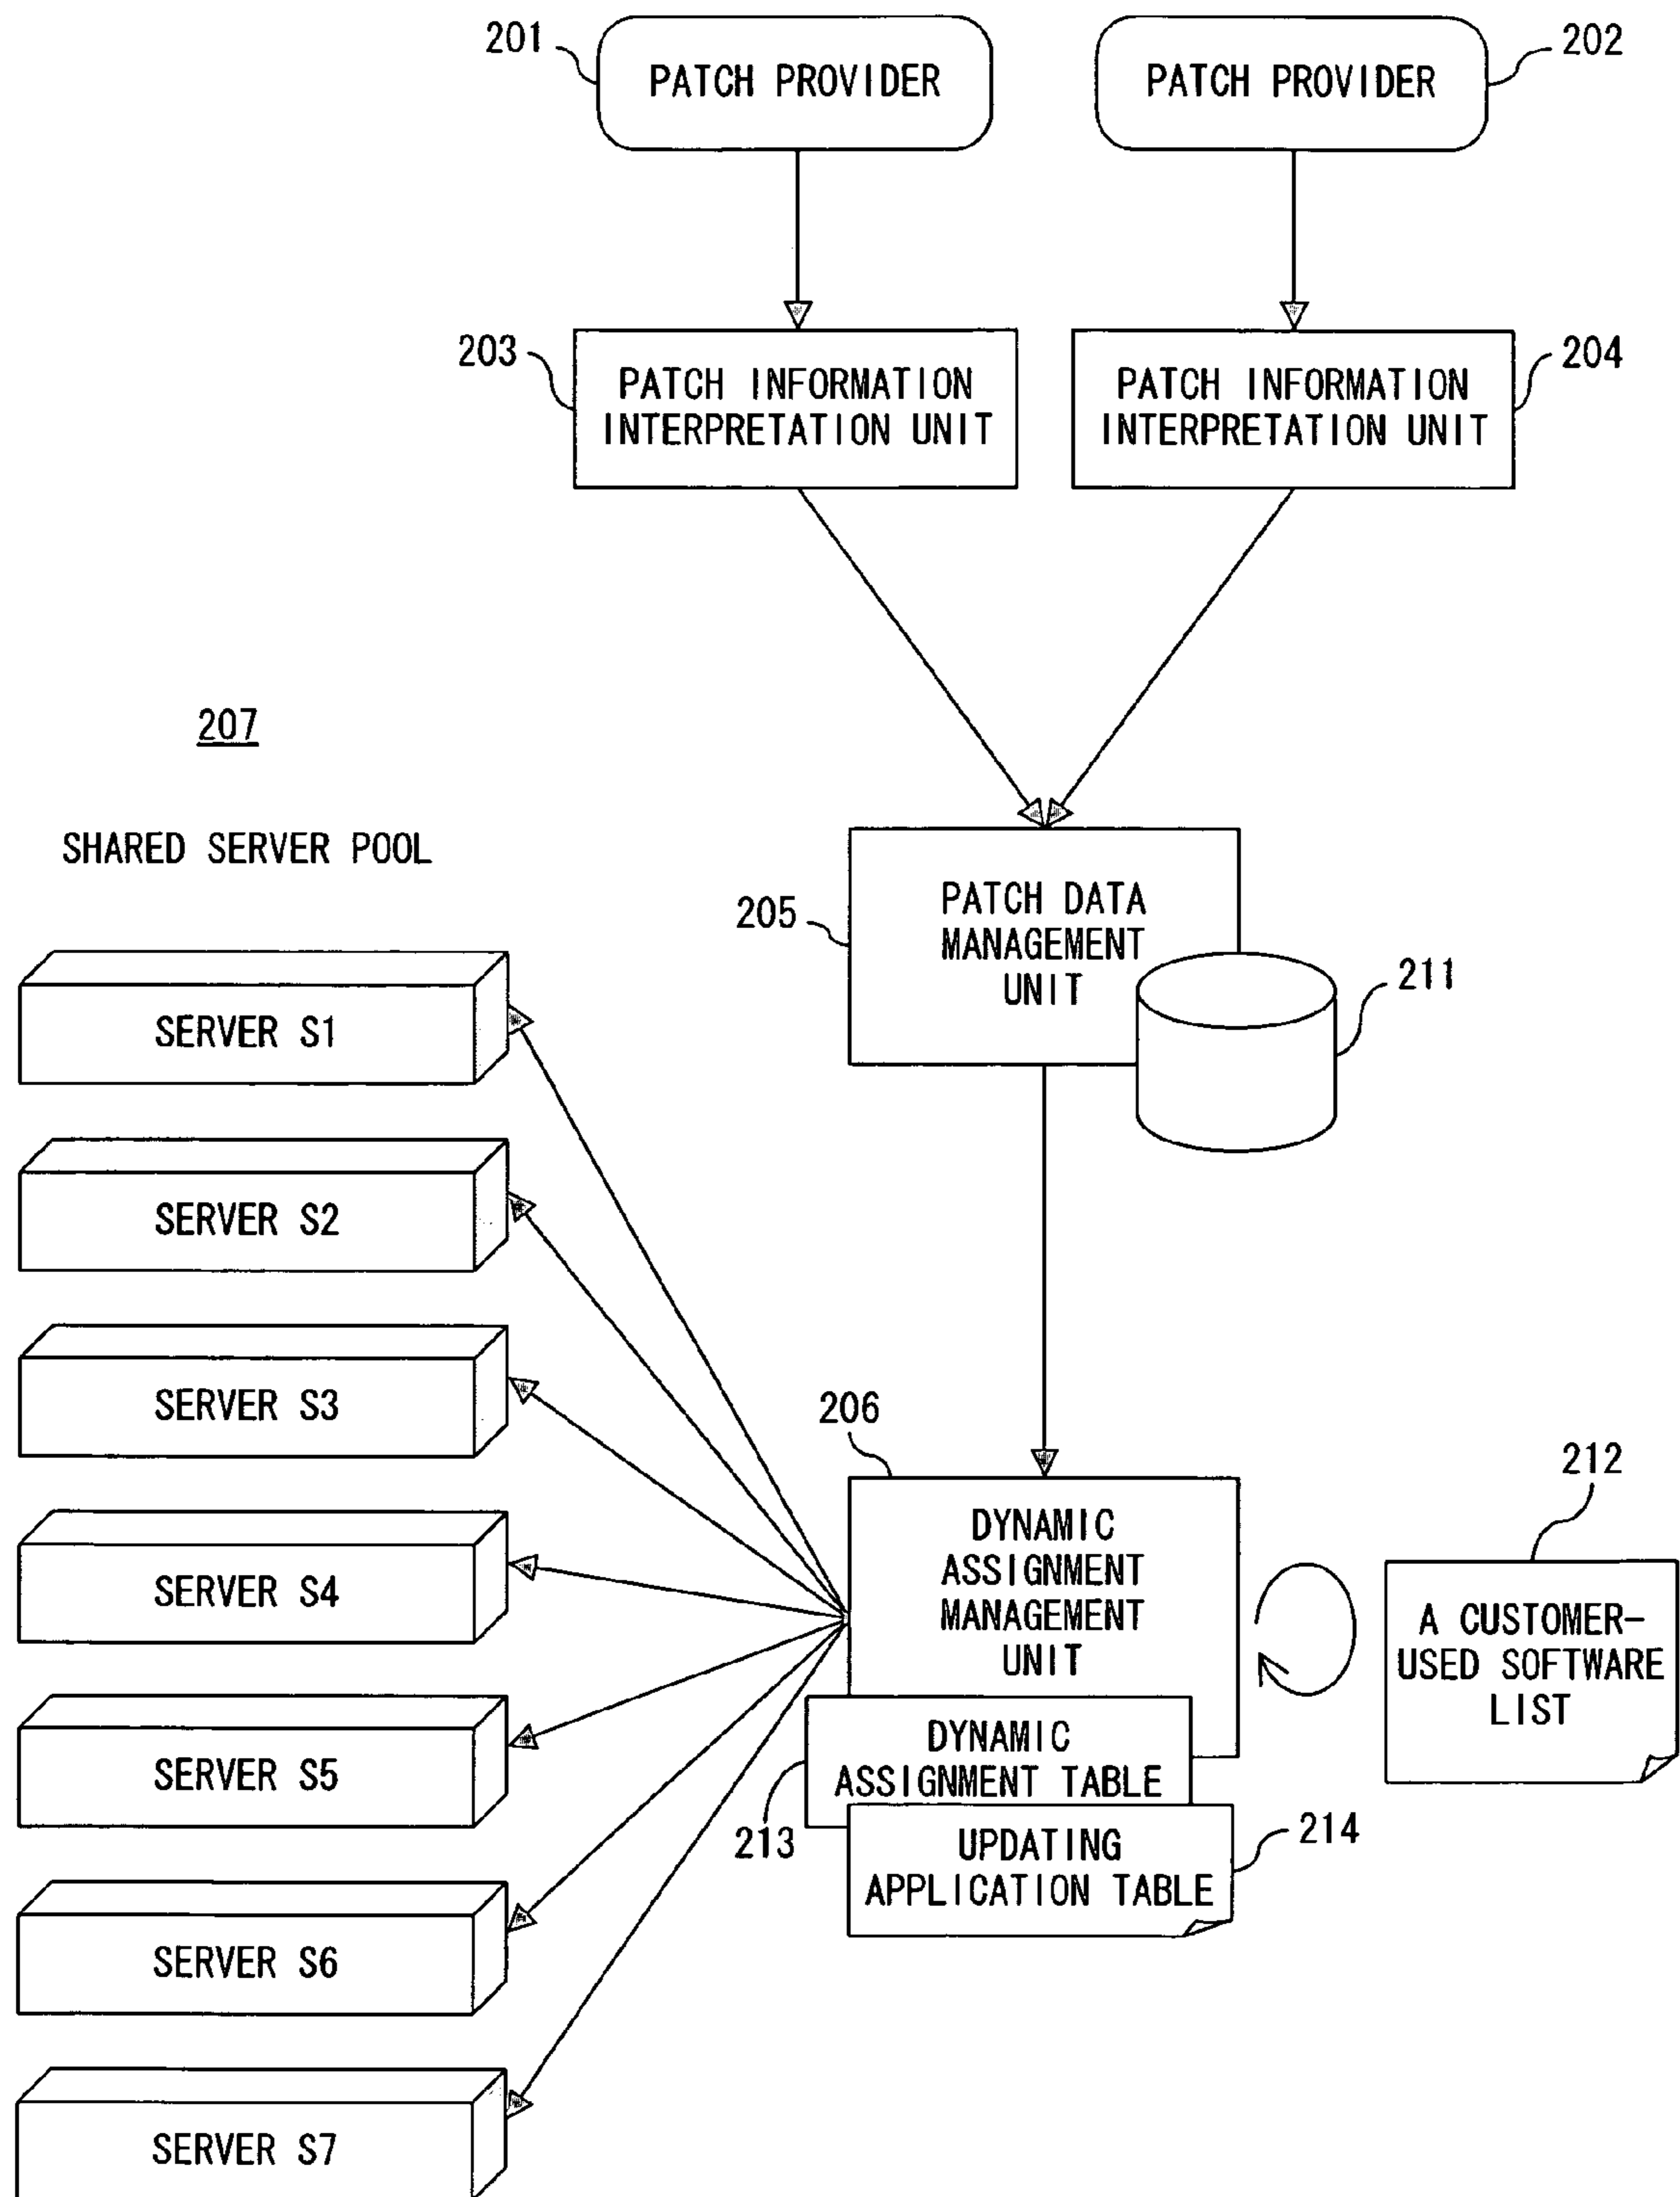 201
PATCH PROVIDER
PATCH PROVIDER
202
203
PATCH INFORMATION
INTERPRETATION UNIT
PATCH INFORMATION
INTERPRETATION UNIT
204
207
SHARED SERVER POOL
205
PATCH DATA
MANAGEMENT
UNIT
211
SERVER S1
SERVER S2
SERVER S3
SERVER S4
SERVER S5
SERVER S6
SERVER S7
206
DYNAMIC
ASSIGNMENT
MANAGEMENT
UNIT
212
A CUSTOMER-
USED SOFTWARE
LIST
DYNAMIC
ASSIGNMENT TABLE
213
UPDATING
APPLICATION TABLE
214